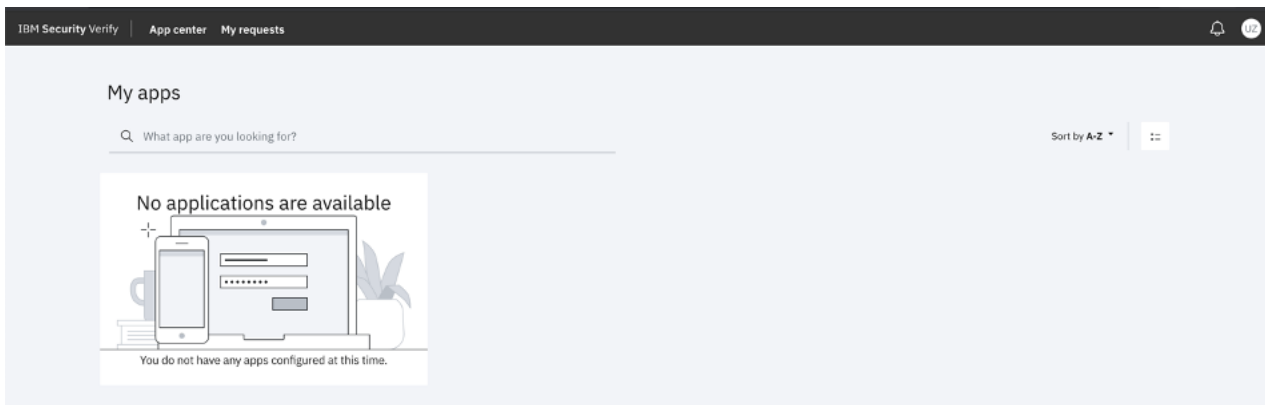 IBM Security Verify App center My requests UZ
My apps
What app are you looking for? Sort by A-Z
No applications are available
You do not have any apps configured at this time.